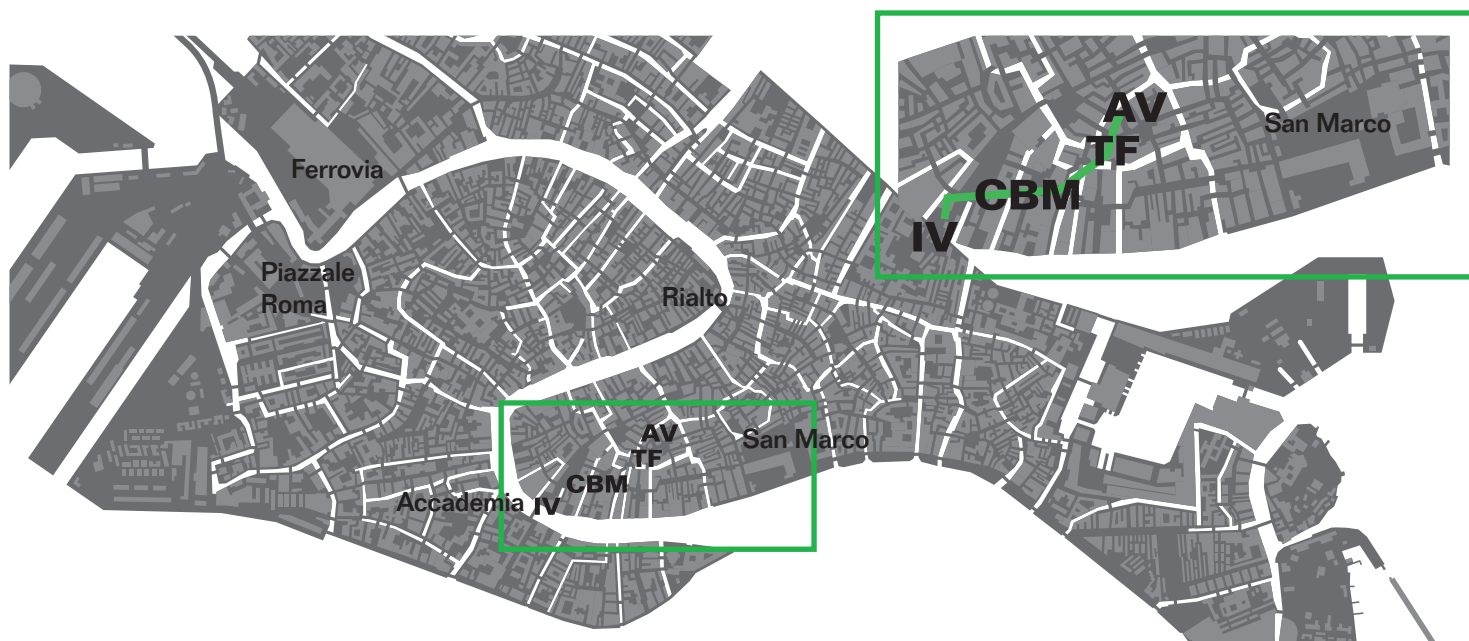 AV
San Marco
TF
CBM
IV
Ferrovia
Piazzale
Roma
Rialto
AV
San Marco
TF
CBM
Accademia
IV